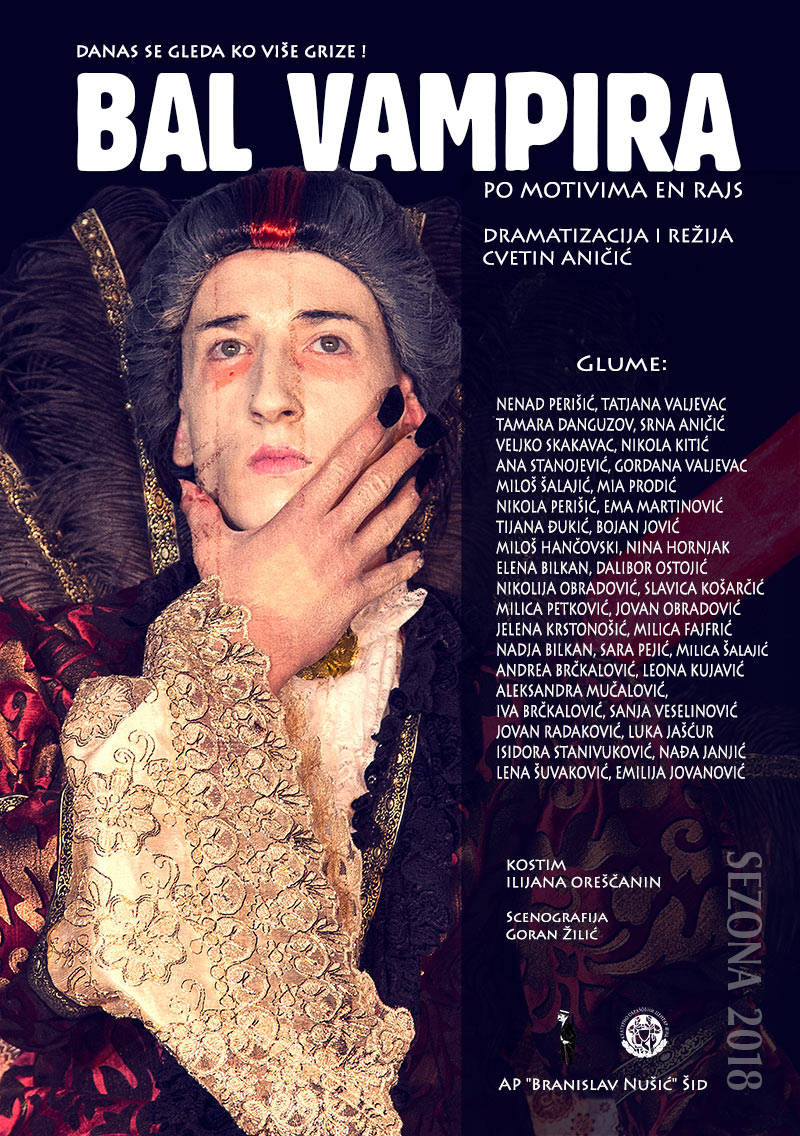 DANAS SE GLEDA KO VIŠE GRIZE !
BAL VAMPIRA
PO MOTIVIMA EN RAJS
DRAMATIZACIJA I REŽIJA
CVETIN ANIČIĆ
GLUME:
NENAD PERIŠIĆ, TATJANA VALJEVAC
TAMARA DANGUZOV, SRNA ANIČIĆ
VELJKO SKAKAVAC, NIKOLA KITIĆ
ANA STANOJEVIĆ, GORDANA VALJEVAC
MILOŠ ŠALAJIĆ, MIA PRODIĆ
NIKOLA PERIŠIĆ, EMA MARTINOVIĆ
TIJANA ĐUKIĆ, BOJAN JOVIĆ
MILOŠ HANČOVSKI, NINA HORNJAK
ELENA BILKAN, DALIBOR OSTOJIĆ
NIKOLIJA OBRADOVIĆ, SLAVICA KOŠARČIĆ
MILICA PETKOVIĆ, JOVAN OBRADOVIĆ
JELENA KRSTONOŠIĆ, MILICA FAJFRIĆ
NADJA BILKAN, SARA PEJIĆ, MILICA ŠALAJIĆ
ANDREA BRČKALOVIĆ, LEONA KUJAVIĆ
ALEKSANDRA MUČALOVIĆ,
IVA BRČKALOVIĆ, SANJA VESELINOVIĆ
JOVAN RADAKOVIĆ, LUKA JAŠĆUR
ISIDORA STANIVUKOVIĆ, NAĐA JANJIĆ
LENA ŠUVAKOVIĆ, EMILIJA JOVANOVIĆ
KOSTIM
ILIJANA OREŠČANIN
SCENOGRAFIJA
GORAN ŽILIĆ
SEZONA 2018
AP "BRANISLAV NUŠIĆ" ŠID